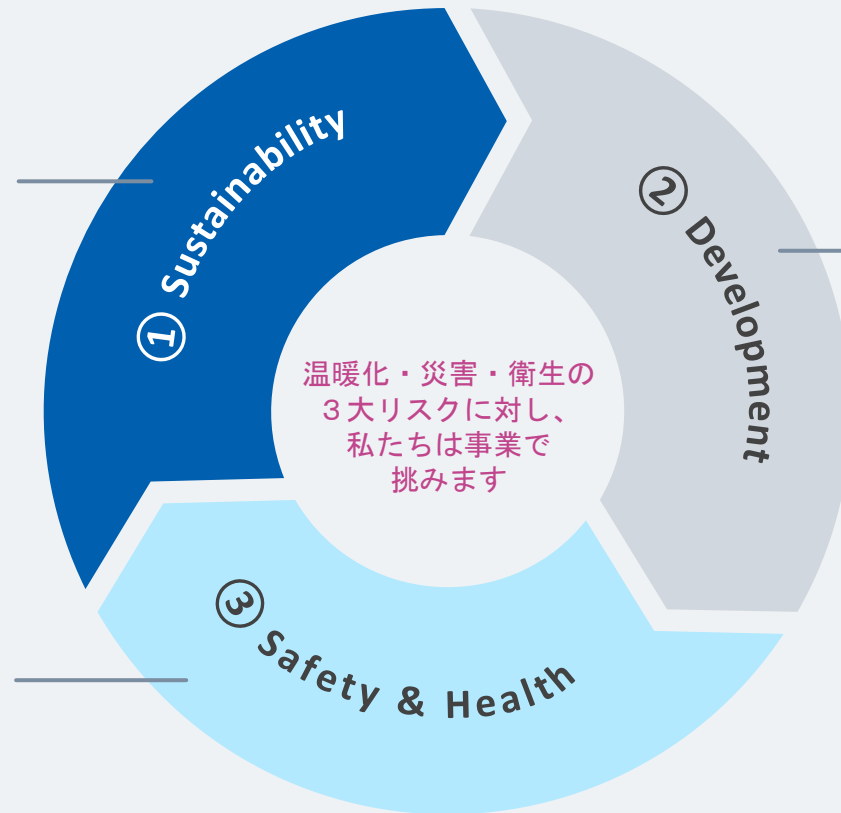 ① Sustainability
② Development
温暖化・災害・衛生の
３大リスクに対し、
私たちは事業で
挑みます
③ Safety & Health